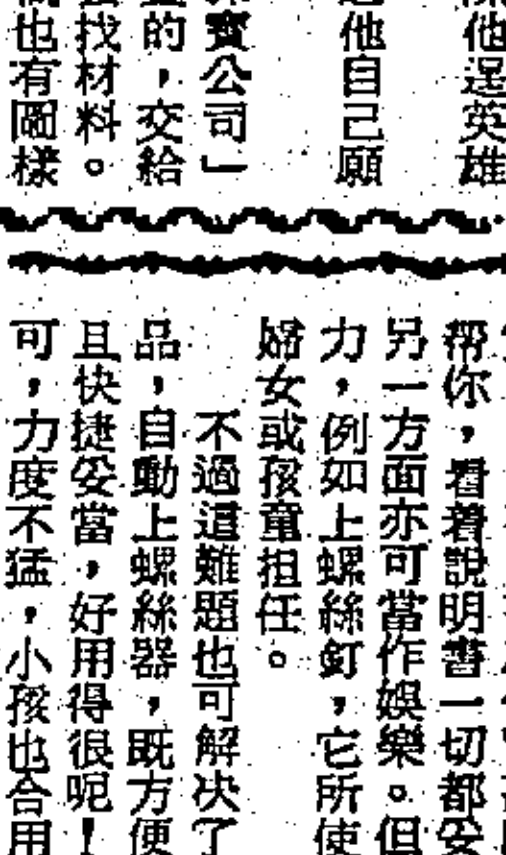 他逞英雄
他自己願
寶公司」
的，交給
找材料。
也有圖樣
帮你，看着說明書一切都妥
另一方面亦可當作娛樂。但
力，例如上螺絲釘，它所使
婦女或孩童担任。
不過這難題也可解決了
品，自動上螺絲器，既方便
且快捷妥當，好用得很呢！
可，力度不猛，小孩也合用